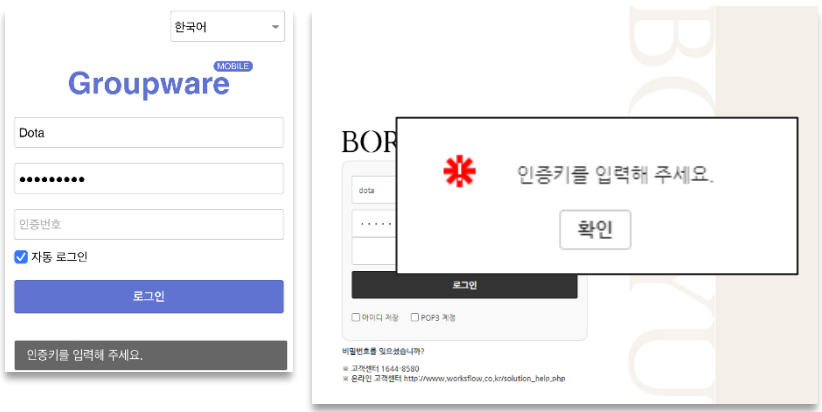 한국어
MOBILE
Groupware
Dota
인증번호
자동 로그인
로그인
인증키를 입력해 주세요.
BOR
인증키를 입력해 주세요.
확인
dota
로그인
아이디 저장
POP3 계정
비밀번호를 잊으셨습니까?
※ 고객센터 1644-8580
※ 온라인 고객센터 http://www.worksflow.co.kr/solution_help.php